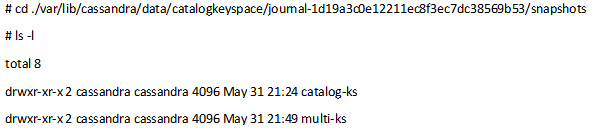 # cd ./var/lib/cassandra/data/catalogkeyspace/journal-1d19a3c0e12211ec8f3ec7dc38569b53/snapshots
# ls -l
total 8
drwxr-xr-x 2 cassandra cassandra 4096 May 31 21:24 catalog-ks
drwxr-xr-x 2 cassandra cassandra 4096 May 31 21:49 multi-ks